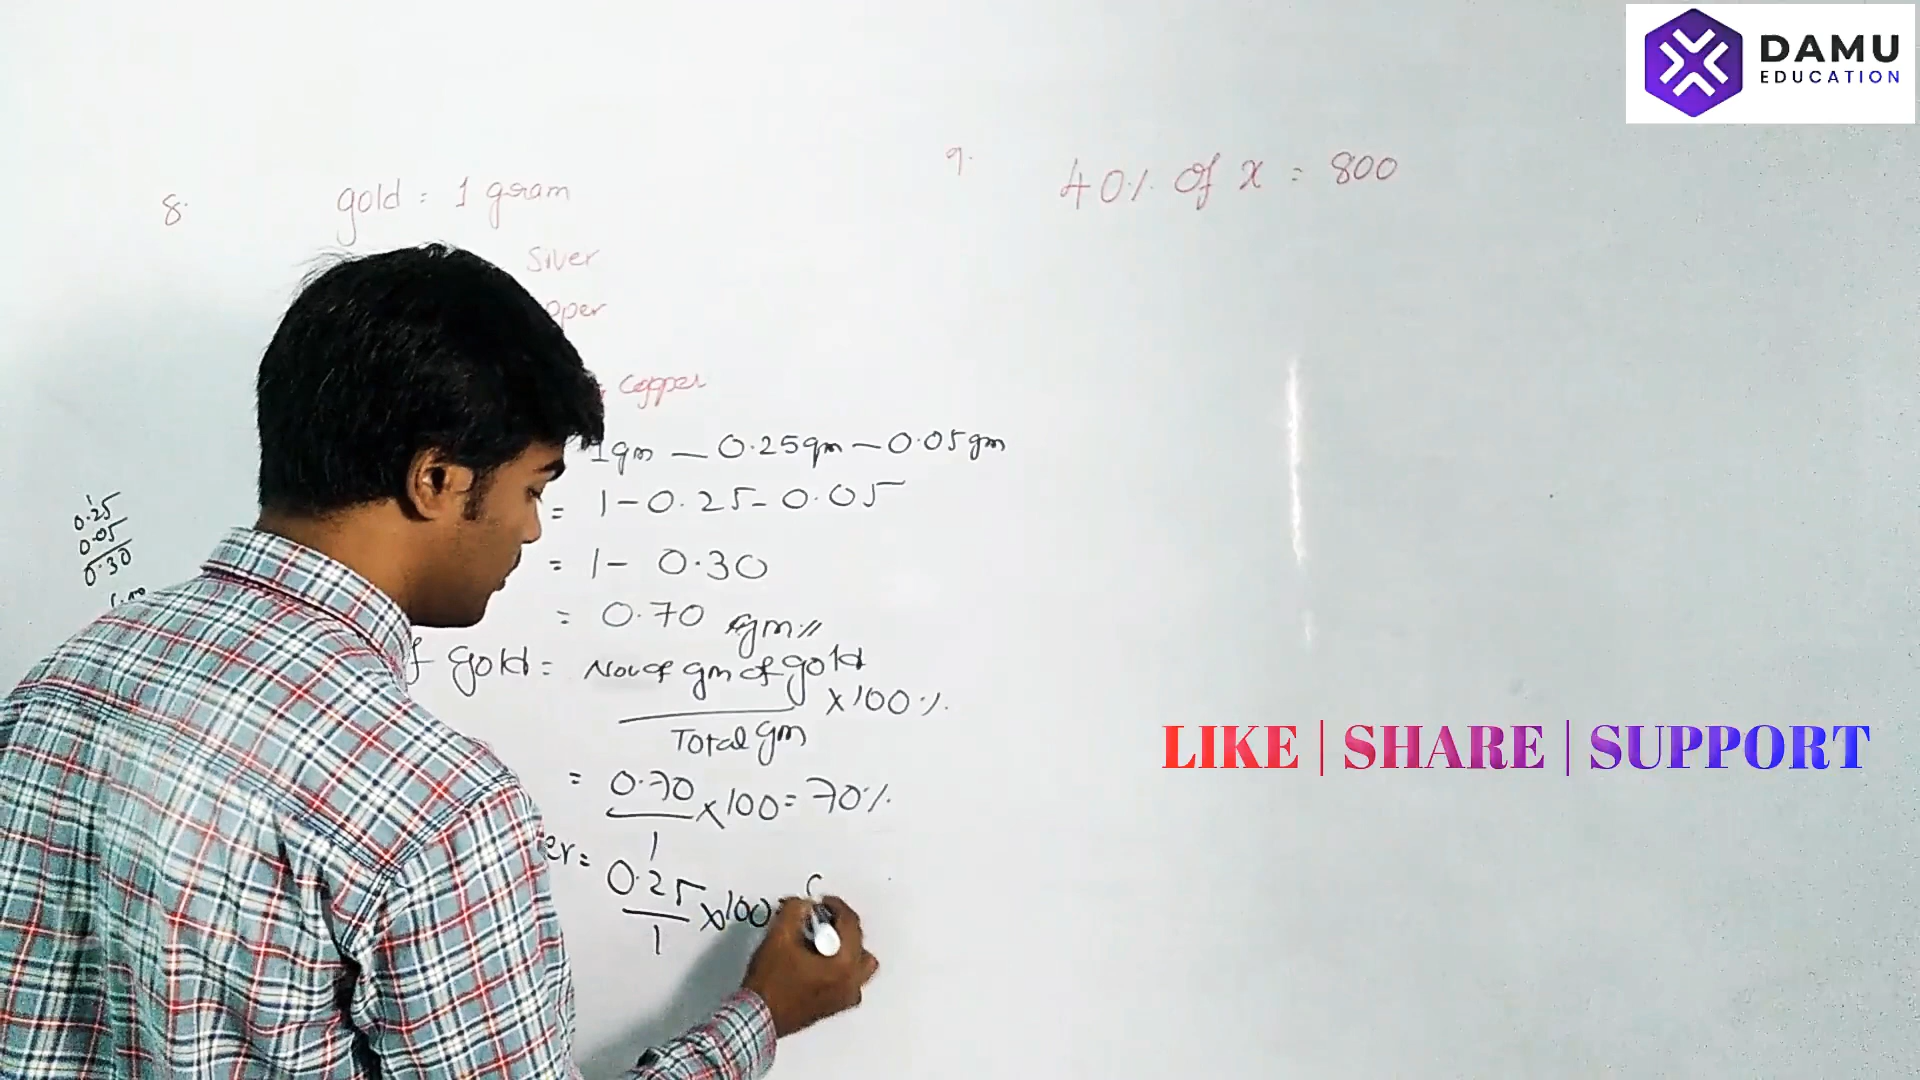 DAMU
EDUCATION
8.
gold = 1 gram
Silver
pper
copper
1gm — 0.25gm — 0.05gm
= 1 - 0.25 - 0.05
= 1 - 0.30
= 0.70 gm //
f gold = No. of gm of gold
× 100 %.
Total gm
= 0.70 × 100 = 70%.
1
er = 0.25 × 100
1
0.25
0.05
0.30
9.
40%. of x = 800
LIKE | SHARE | SUPPORT